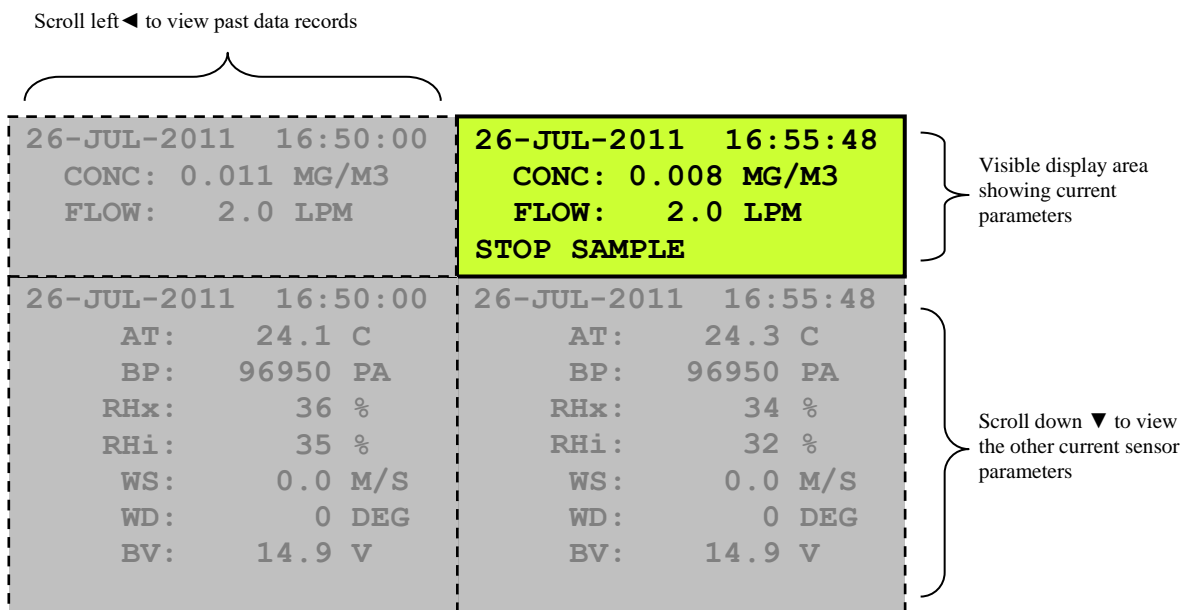 Scroll left◄ to view past data records
26-JUL-2011 16:50:00
CONC: 0.011 MG/M3
FLOW: 2.0 LPM
26-JUL-2011 16:55:48
CONC: 0.008 MG/M3
FLOW: 2.0 LPM
STOP SAMPLE
Visible display area
showing current
parameters
26-JUL-2011 16:50:00
AT: 24.1 C
BP: 96950 PA
RHx: 36 %
RHi: 35 %
WS: 0.0 M/S
WD: 0 DEG
BV: 14.9 V
26-JUL-2011 16:55:48
AT: 24.3 C
BP: 96950 PA
RHx: 34 %
RHi: 32 %
WS: 0.0 M/S
WD: 0 DEG
BV: 14.9 V
Scroll down ▼ to view
the other current sensor
parameters